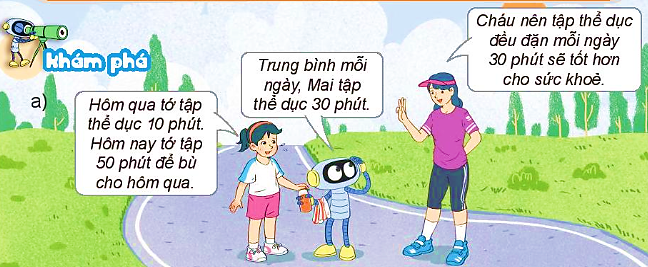 khám phá
a)
Hôm qua tớ tập
thể dục 10 phút.
Hôm nay tớ tập
50 phút để bù
cho hôm qua.
Trung bình mỗi
ngày, Mai tập
thể dục 30 phút.
Cháu nên tập thể dục
đều đặn mỗi ngày
30 phút sẽ tốt hơn
cho sức khoẻ.